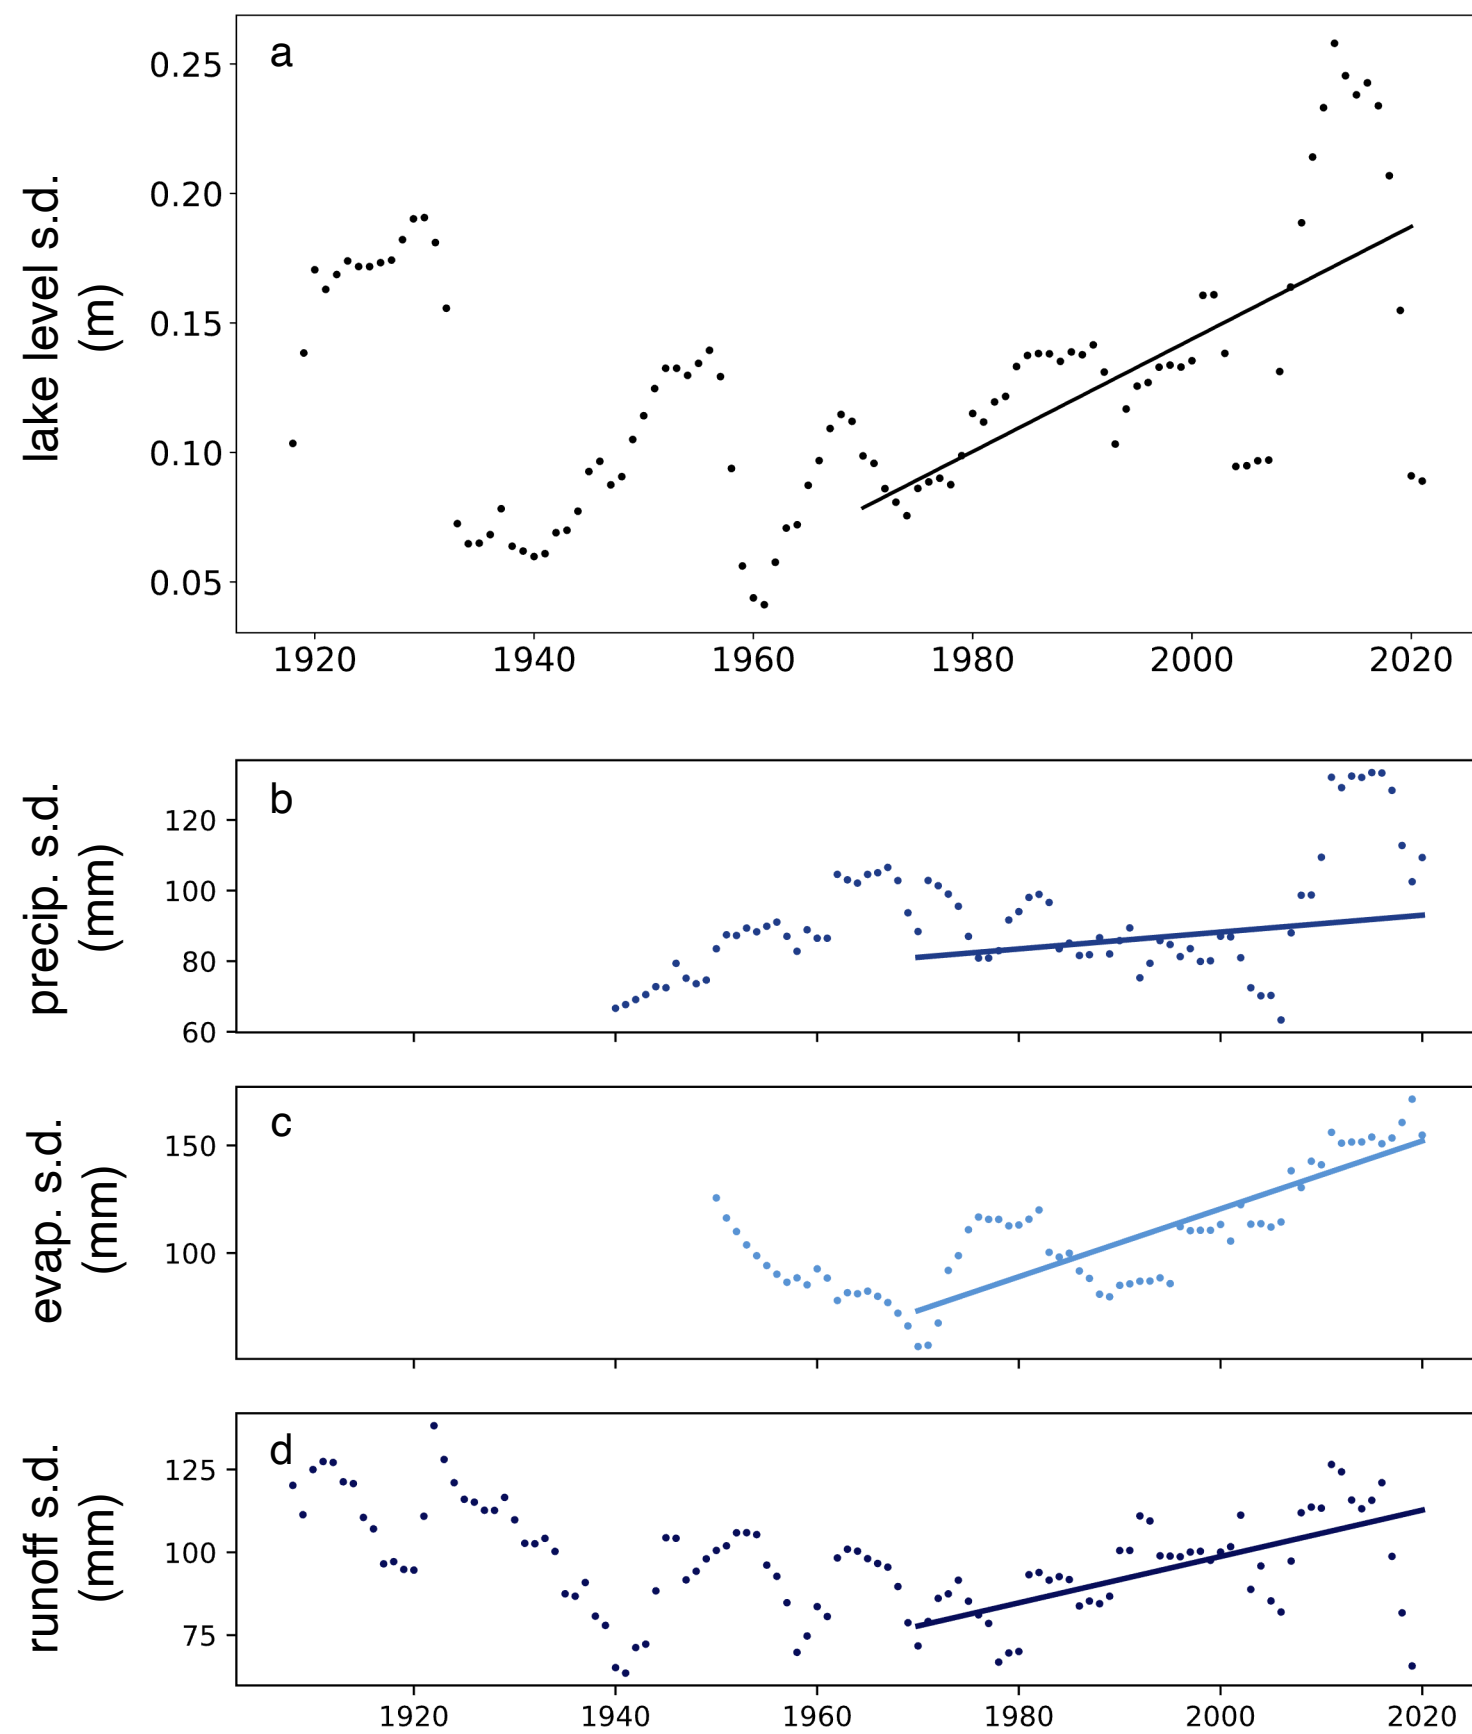 a
lake level s.d.
(m)
0.25
0.20
0.15
0.10
0.05
1920 1940 1960 1980 2000 2020
b
precip. s.d.
(mm)
120
100
80
60
c
evap. s.d.
(mm)
150
100
d
runoff s.d.
(mm)
125
100
75
1920 1940 1960 1980 2000 2020